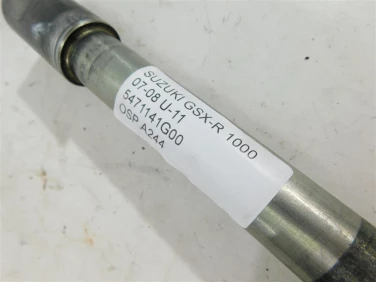 SUZUKI GSX-R 1000
07-08 U-11
5471141G00
OSP A244